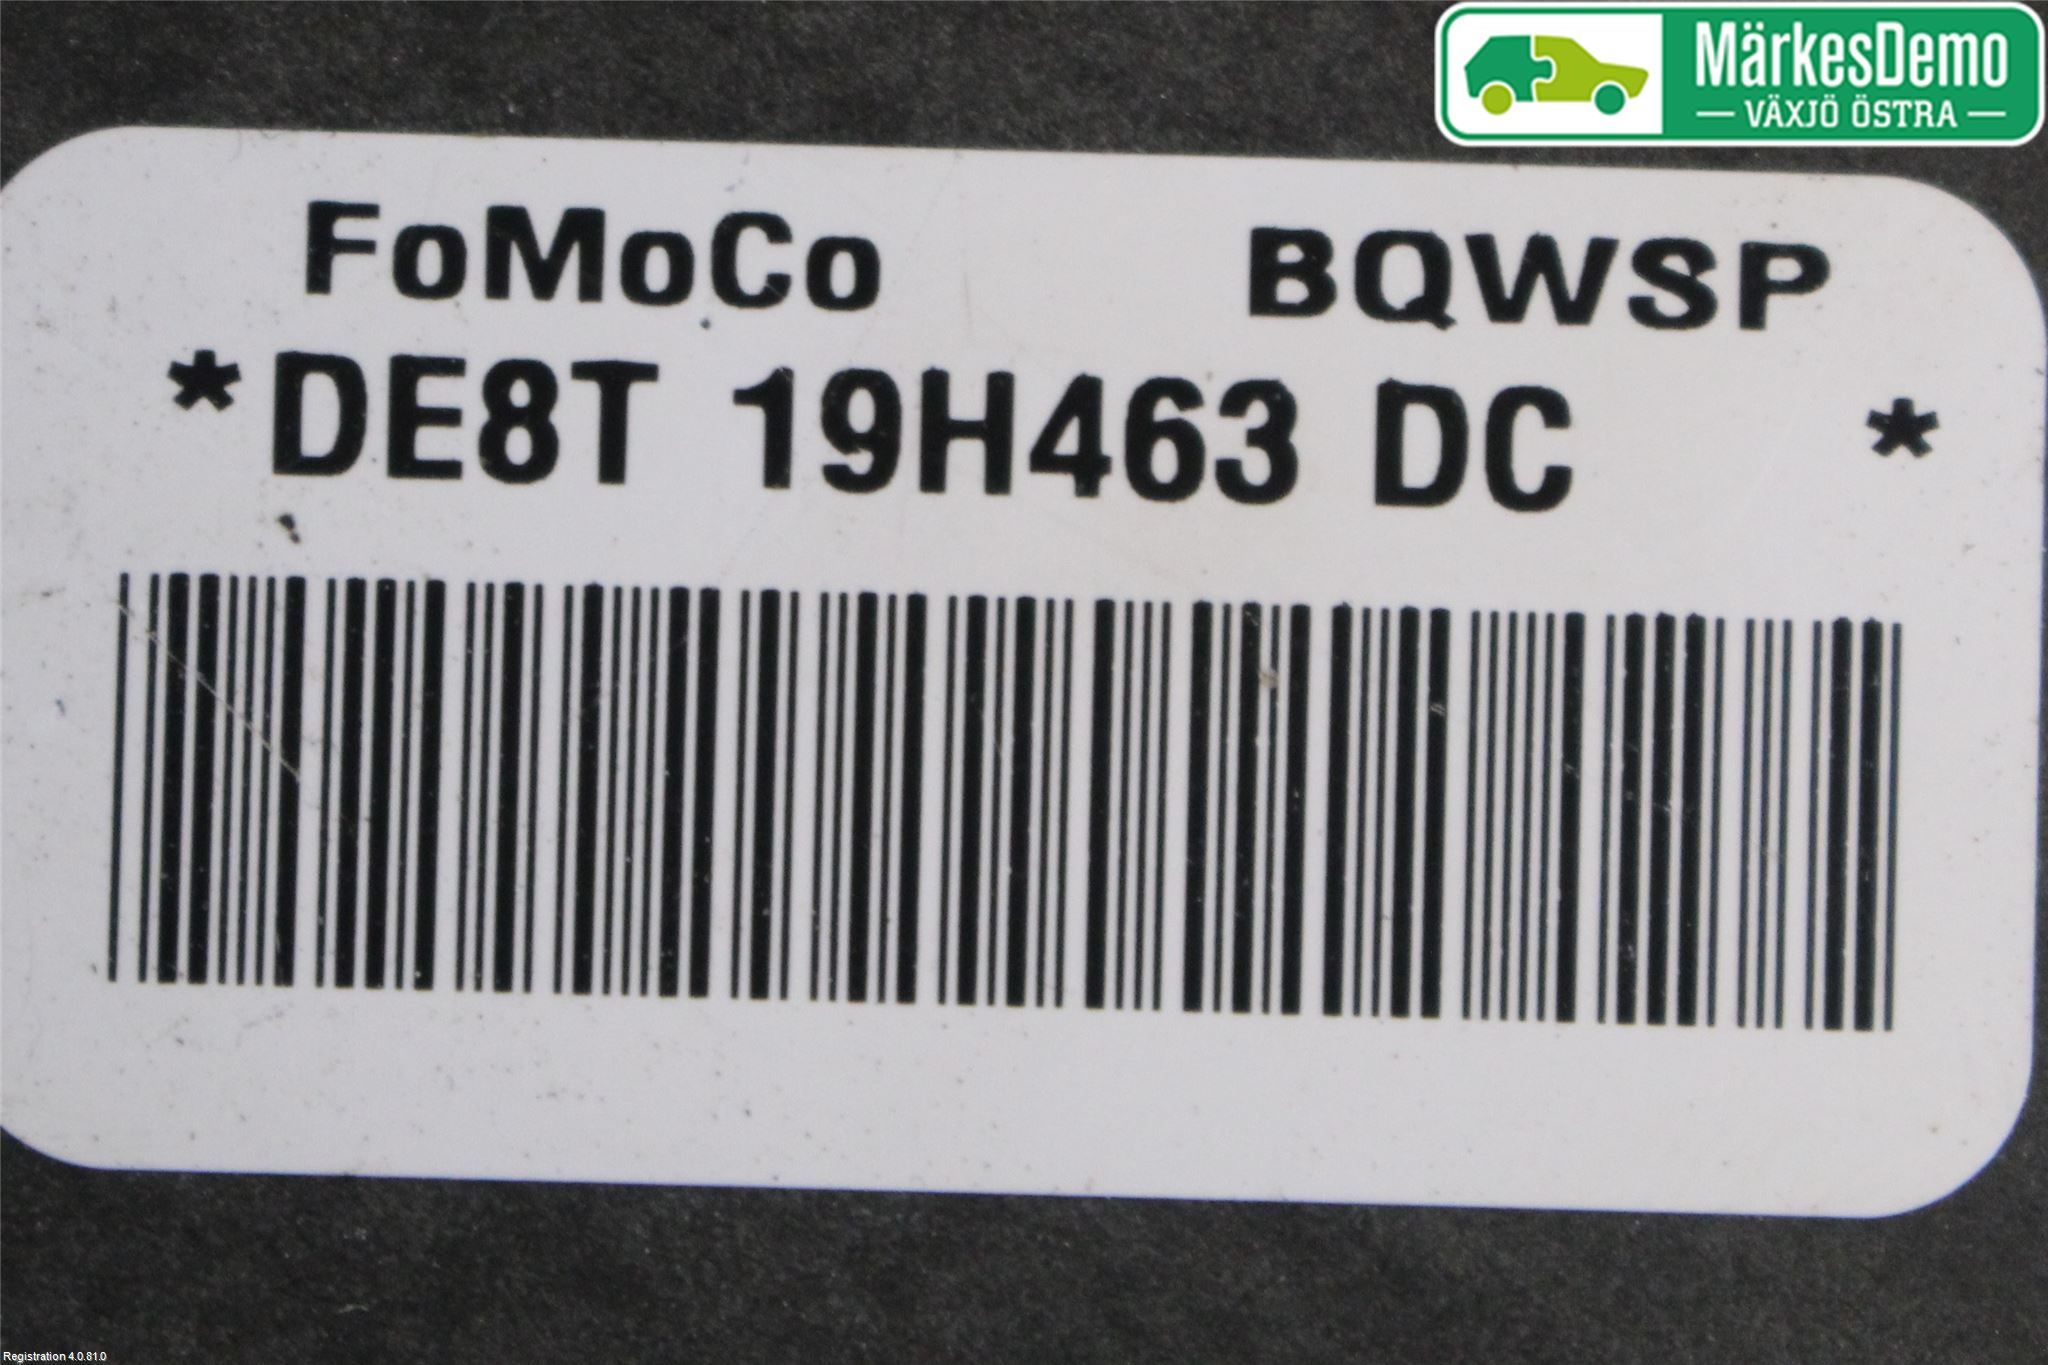 MärkesDemo
— VÄXJÖ ÖSTRA —
FoMoCo BQWSP
*DE8T 19H463 DC *
Registration 4.0.81.0